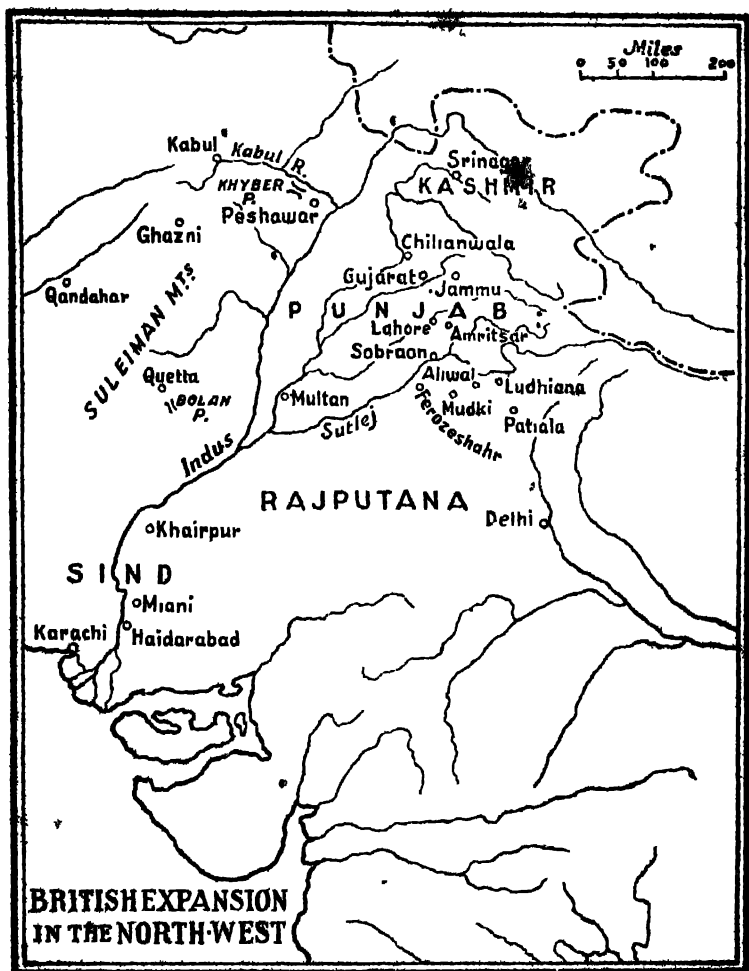 Miles
0 50 100 200
Kabul
Kabul R.
Srinagar
KASHMIR
KHYBER
P.
Peshawar
Ghazni
Chilianwala
Gujarat
Jammu
Qandahar
SULEIMAN MTS
PUNJAB
Lahore
Amritsar
Sobraon
Aliwal
Ludhiana
Quetta
BOLAN
P.
Multan
Mudki
Ferozeshahr
Patiala
Sutlej
Indus
RAJPUTANA
Delhi
Khairpur
SIND
Miani
Karachi
Haidarabad
BRITISH EXPANSION
IN THE NORTH-WEST